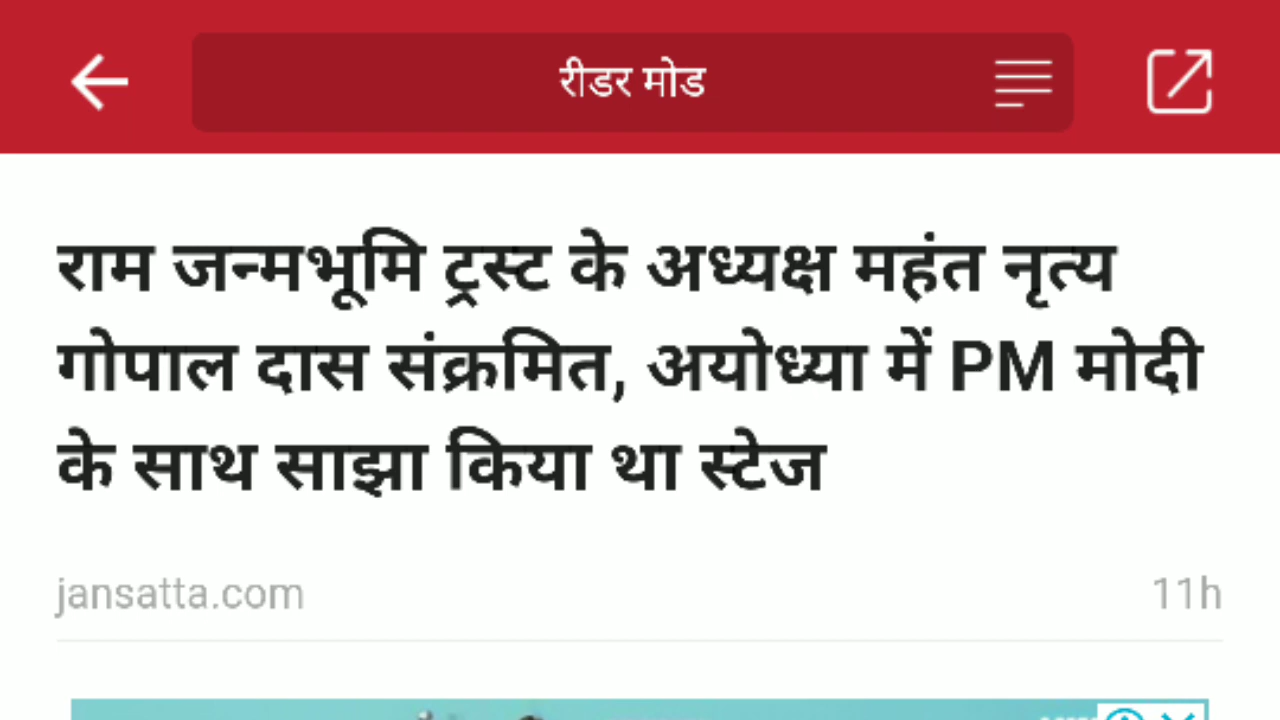 रीडर मोड
राम जन्मभूमि ट्रस्ट के अध्यक्ष महंत नृत्य
गोपाल दास संक्रमित, अयोध्या में PM मोदी
के साथ साझा किया था स्टेज
jansatta.com 11h